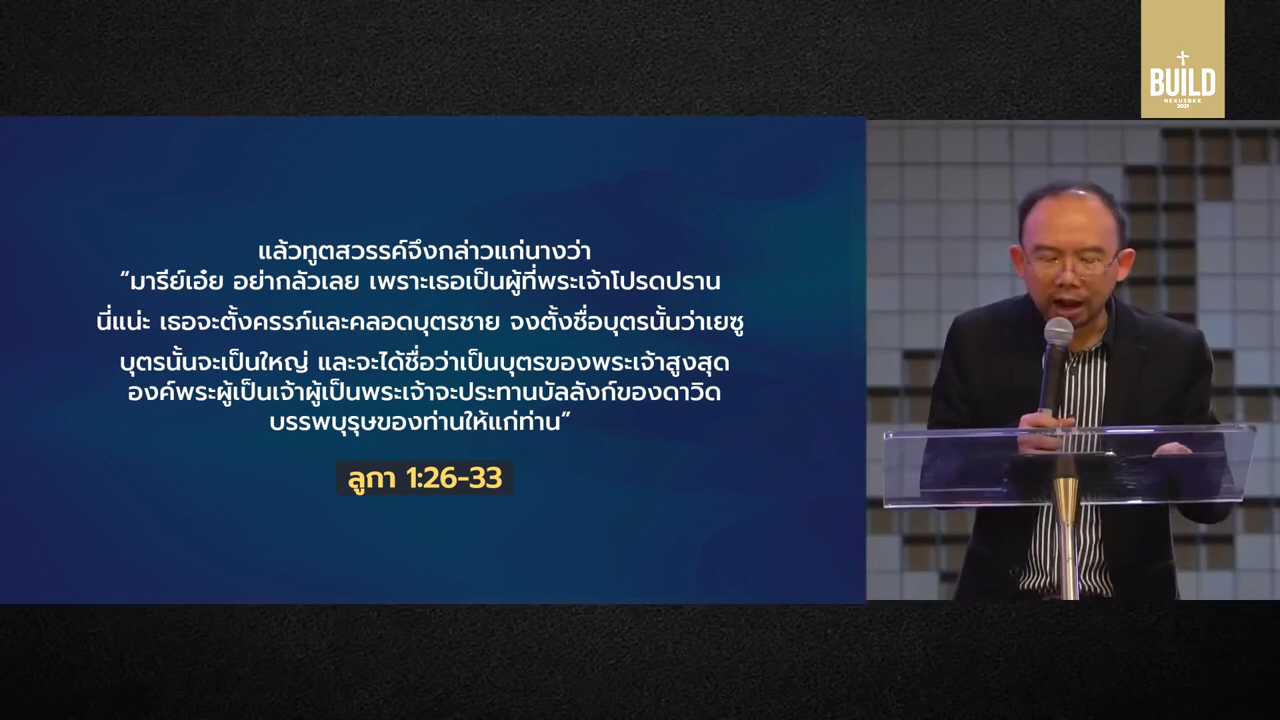 BUILD
NEXUSBKK
2021
แล้วทูตสวรรค์จึงกล่าวแก่นางว่า
“มารีย์เอ๋ย อย่ากลัวเลย เพราะเธอเป็นผู้ที่พระเจ้าโปรดปราน
นี่แน่ะ เธอจะตั้งครรภ์และคลอดบุตรชาย จงตั้งชื่อบุตรนั้นว่าเยซู
บุตรนั้นจะเป็นใหญ่ และจะได้ชื่อว่าเป็นบุตรของพระเจ้าสูงสุด
องค์พระผู้เป็นเจ้าผู้เป็นพระเจ้าจะประทานบัลลังก์ของดาวิด
บรรพบุรุษของท่านให้แก่ท่าน”
ลูกา 1:26-33